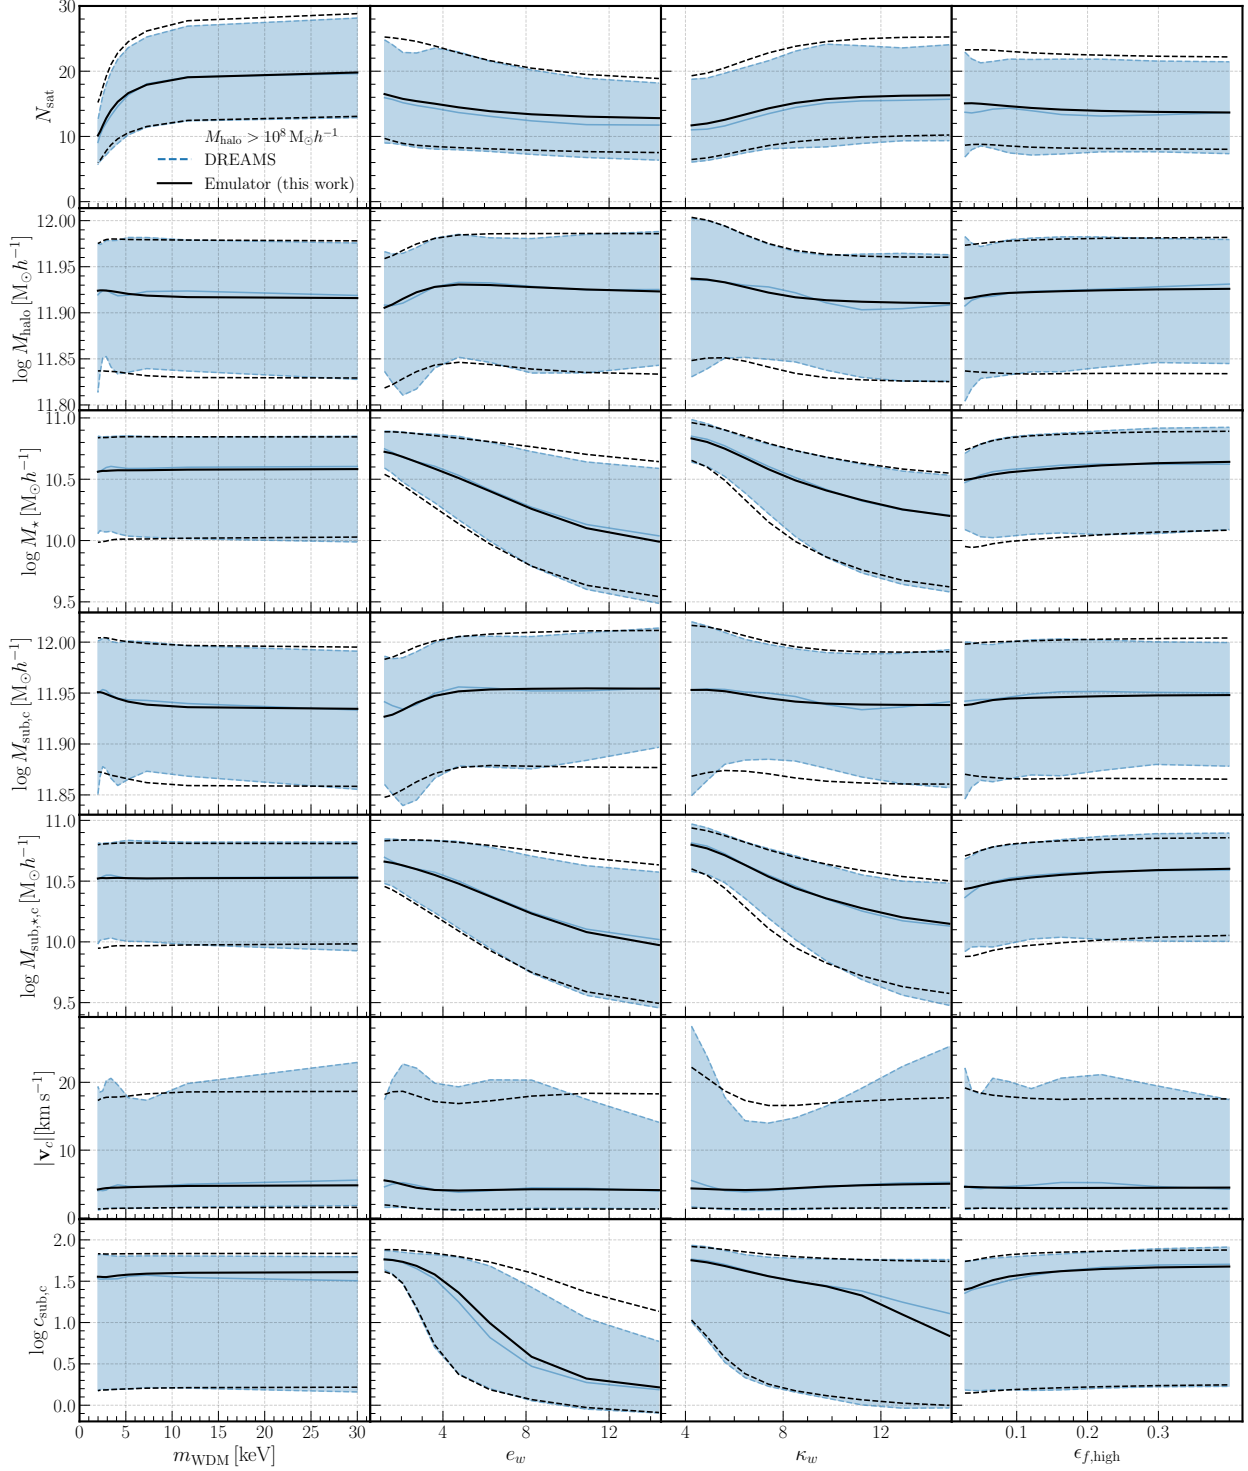 30
20
10
0
N_sat
M_halo > 10^8 M_⊙h^−1
DREAMS
Emulator (this work)
12.00
11.95
11.90
11.85
11.80
log M_halo [M_⊙h^−1]
11.0
10.5
10.0
9.5
log M_⋆ [M_⊙h^−1]
12.00
11.95
11.90
11.85
log M_sub,c [M_⊙h^−1]
11.0
10.5
10.0
9.5
log M_sub,⋆,c [M_⊙h^−1]
20
10
0
|v_c| [km s^−1]
2.0
1.5
1.0
0.5
0.0
log c_sub,c
0 5 10 15 20 25 30
4 8 12
4 8 12
0.1 0.2 0.3
m_WDM [keV]
e_w
κ_w
ϵ_f,high